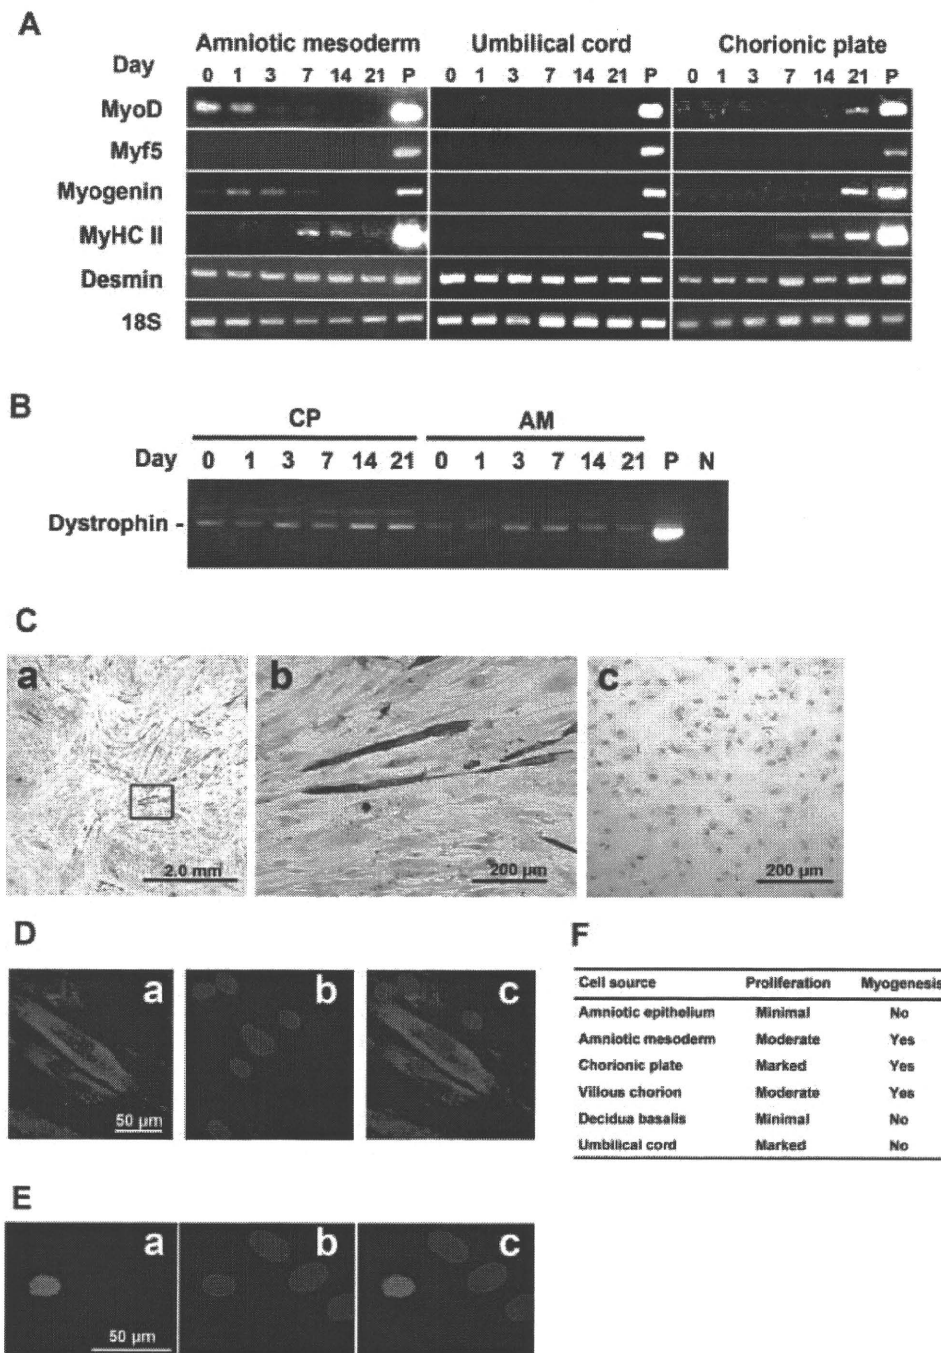 A
Amniotic mesoderm Umbilical cord Chorionic plate
Day 0 1 3 7 14 21 P 0 1 3 7 14 21 P 0 1 3 7 14 21 P
MyoD
Myf5
Myogenin
MyHC II
Desmin
18S
B
CP AM
Day 0 1 3 7 14 21 0 1 3 7 14 21 P N
Dystrophin -
C
a b c
2.0 mm 200 µm 200 µm
D
a b c
50 µm
E
a b c
50 µm
F
Cell source Proliferation Myogenesis
Amniotic epithelium Minimal No
Amniotic mesoderm Moderate Yes
Chorionic plate Marked Yes
Villous chorion Moderate Yes
Decidua basalis Minimal No
Umbilical cord Marked No